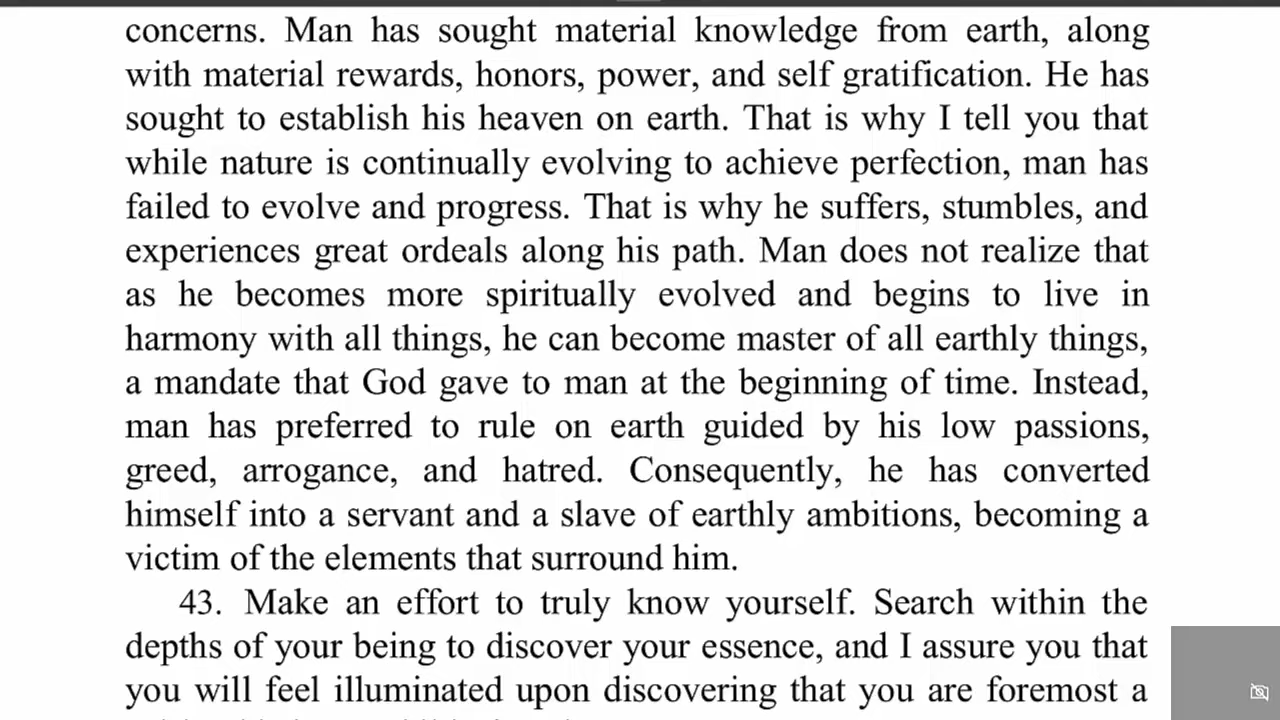 concerns. Man has sought material knowledge from earth, along
with material rewards, honors, power, and self gratification. He has
sought to establish his heaven on earth. That is why I tell you that
while nature is continually evolving to achieve perfection, man has
failed to evolve and progress. That is why he suffers, stumbles, and
experiences great ordeals along his path. Man does not realize that
as he becomes more spiritually evolved and begins to live in
harmony with all things, he can become master of all earthly things,
a mandate that God gave to man at the beginning of time. Instead,
man has preferred to rule on earth guided by his low passions,
greed, arrogance, and hatred. Consequently, he has converted
himself into a servant and a slave of earthly ambitions, becoming a
victim of the elements that surround him.
43. Make an effort to truly know yourself. Search within the
depths of your being to discover your essence, and I assure you that
you will feel illuminated upon discovering that you are foremost a